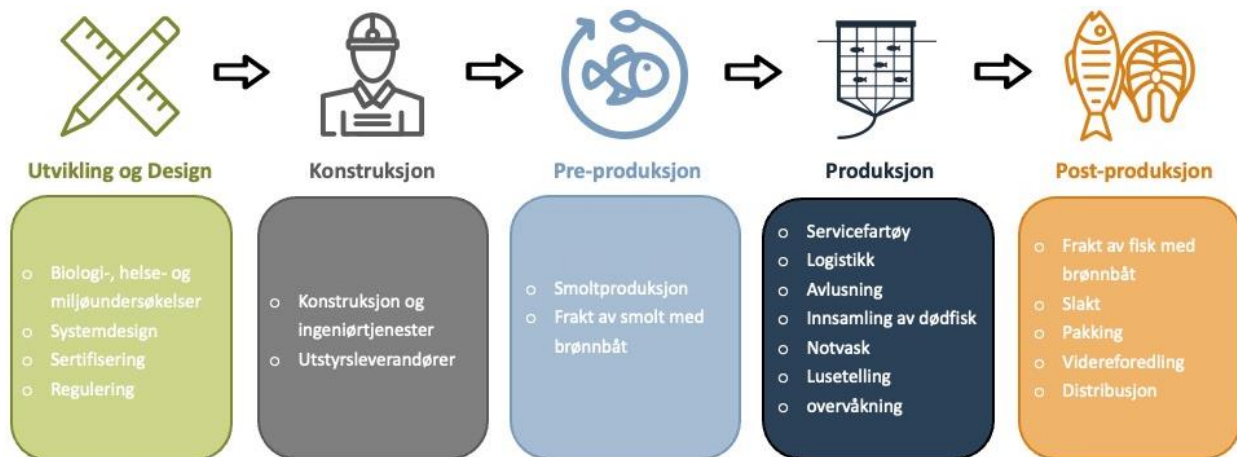 Utvikling og Design
Biologi-, helse- og
miljøundersøkelser
Systemdesign
Sertifisering
Regulering
Konstruksjon
Konstruksjon og
ingeniørtjenester
Utstyrsleverandører
Pre-produksjon
Smoltproduksjon
Frakt av smolt med
brønnbåt
Produksjon
Servicefartøy
Logistikk
Avlusning
Innsamling av dødfisk
Notvask
Lusetelling
overvåkning
Post-produksjon
Frakt av fisk med
brønnbåt
Slakt
Pakking
Videreforedling
Distribusjon